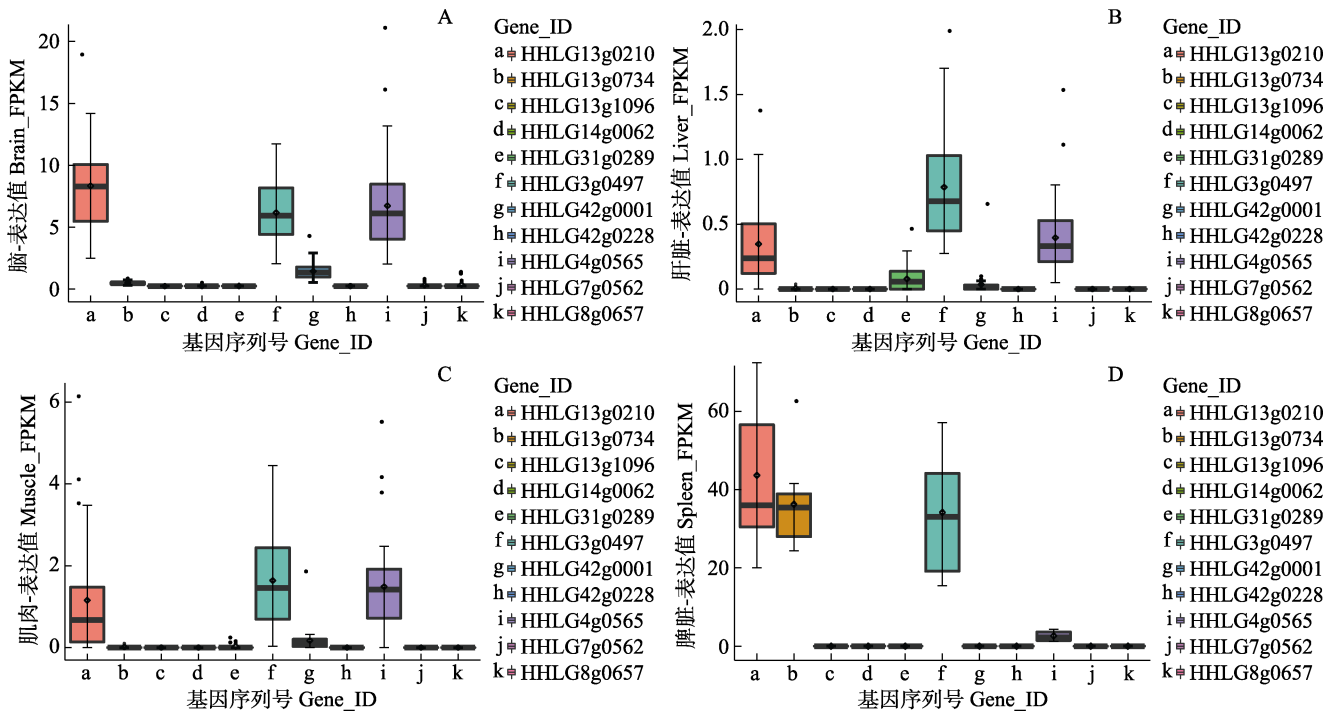 A
脑-表达值 Brain_FPKM
20
15
10
5
0
a b c d e f g h i j k
基因序列号 Gene_ID
Gene_ID
a HHLG13g0210
b HHLG13g0734
c HHLG13g1096
d HHLG14g0062
e HHLG31g0289
f HHLG3g0497
g HHLG42g0001
h HHLG42g0228
i HHLG4g0565
j HHLG7g0562
k HHLG8g0657
B
肝脏-表达值 Liver_FPKM
2.0
1.5
1.0
0.5
0
a b c d e f g h i j k
基因序列号 Gene_ID
Gene_ID
a HHLG13g0210
b HHLG13g0734
c HHLG13g1096
d HHLG14g0062
e HHLG31g0289
f HHLG3g0497
g HHLG42g0001
h HHLG42g0228
i HHLG4g0565
j HHLG7g0562
k HHLG8g0657
C
肌肉-表达值 Muscle_FPKM
6
4
2
0
a b c d e f g h i j k
基因序列号 Gene_ID
Gene_ID
a HHLG13g0210
b HHLG13g0734
c HHLG13g1096
d HHLG14g0062
e HHLG31g0289
f HHLG3g0497
g HHLG42g0001
h HHLG42g0228
i HHLG4g0565
j HHLG7g0562
k HHLG8g0657
D
脾脏-表达值 Spleen_FPKM
60
40
20
0
a b c d e f g h i j k
基因序列号 Gene_ID
Gene_ID
a HHLG13g0210
b HHLG13g0734
c HHLG13g1096
d HHLG14g0062
e HHLG31g0289
f HHLG3g0497
g HHLG42g0001
h HHLG42g0228
i HHLG4g0565
j HHLG7g0562
k HHLG8g0657